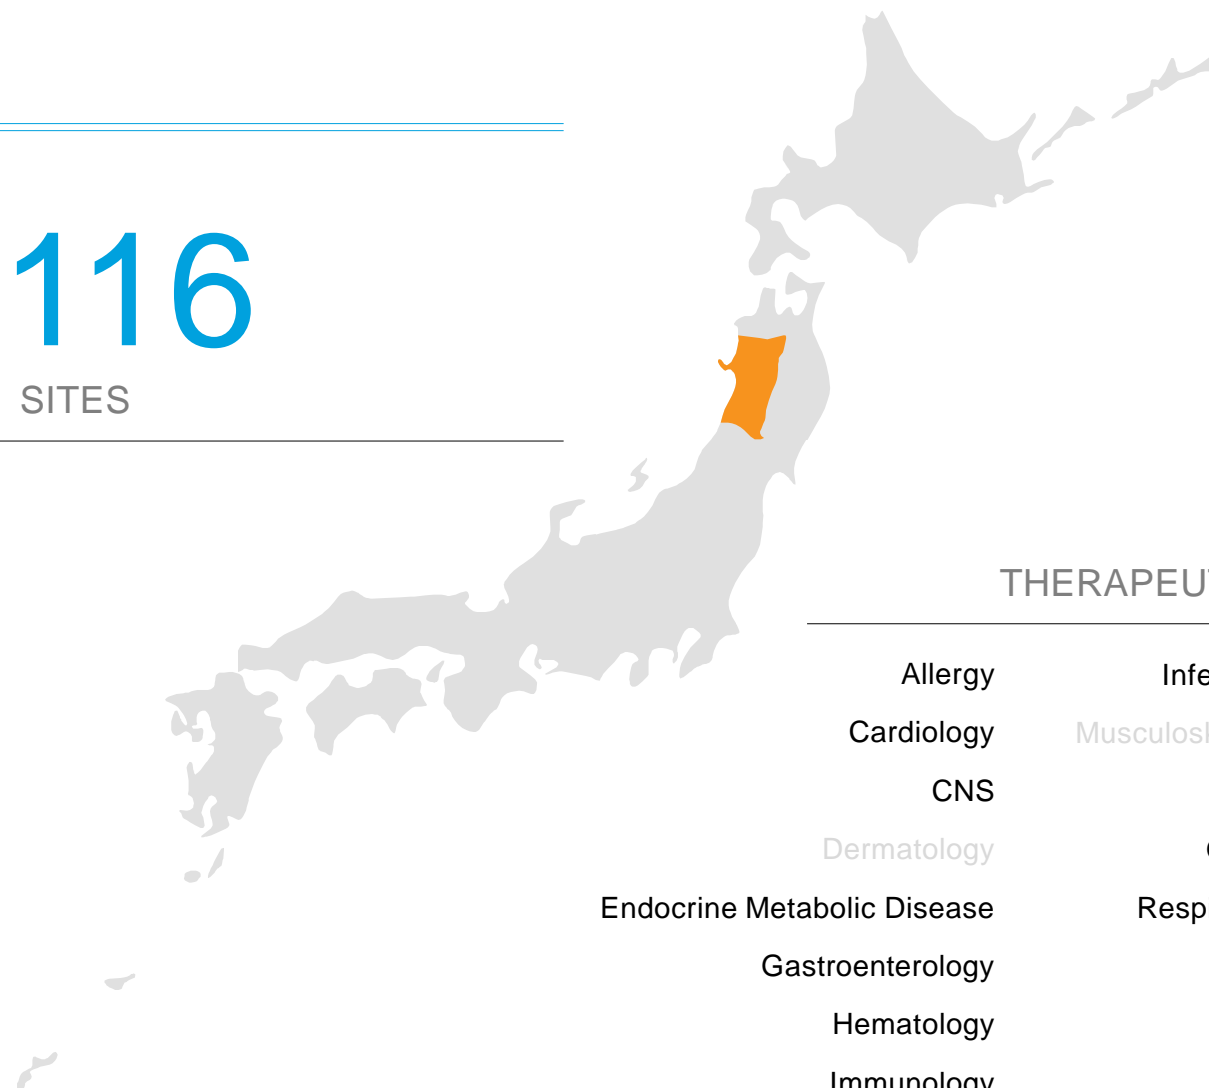 116
SITES
Allergy
Cardiology
CNS
Dermatology
Endocrine Metabolic Disease
Gastroenterology
Hematology
Immunology